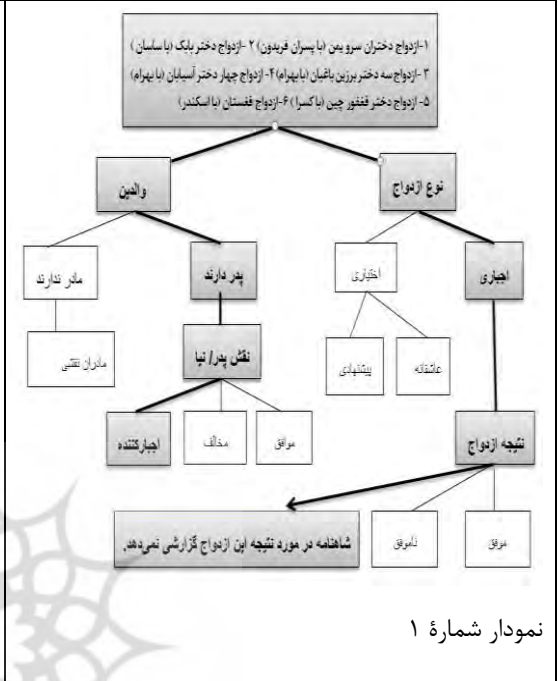 ۱-ازدواج دختران سرو یمن (با پسران فریدون) ۲ -ازدواج دختر بابک (با ساسان )
۳ -ازدواج سه دختر برزین باغبان (بابهرام)۴- ازدواج چهار دختر آسیابان (با بهرام)
۵- ازدواج دختر فغفور چین (با کسرا ) ۶-ازدواج فغستان (با اسکندر)
نوع ازدواج
والدین
اجباری
اختیاری
پدر دارند
مادر ندارند
عاشقانه
پیشنهادی
نقش پدر/ نیا
مادران نقشی
نتیجه ازدواج
موافق
مخالف
اجبارکننده
موفق
ناموفق
شاهنامه در مورد نتیجه این ازدواج گزارشی نمی‌دهد.
نمودار شمارۀ ۱